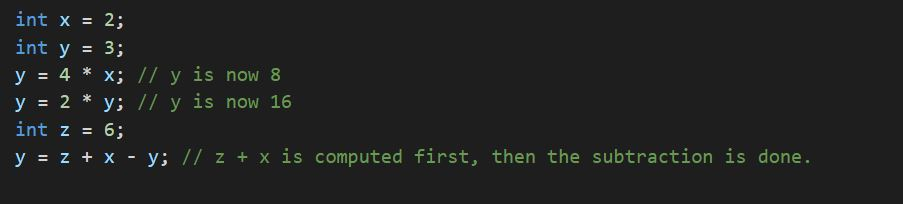 int x = 2;
int y = 3;
y = 4 * x; // y is now 8
y = 2 * y; // y is now 16
int z = 6;
y = z + x - y; // z + x is computed first, then the subtraction is done.